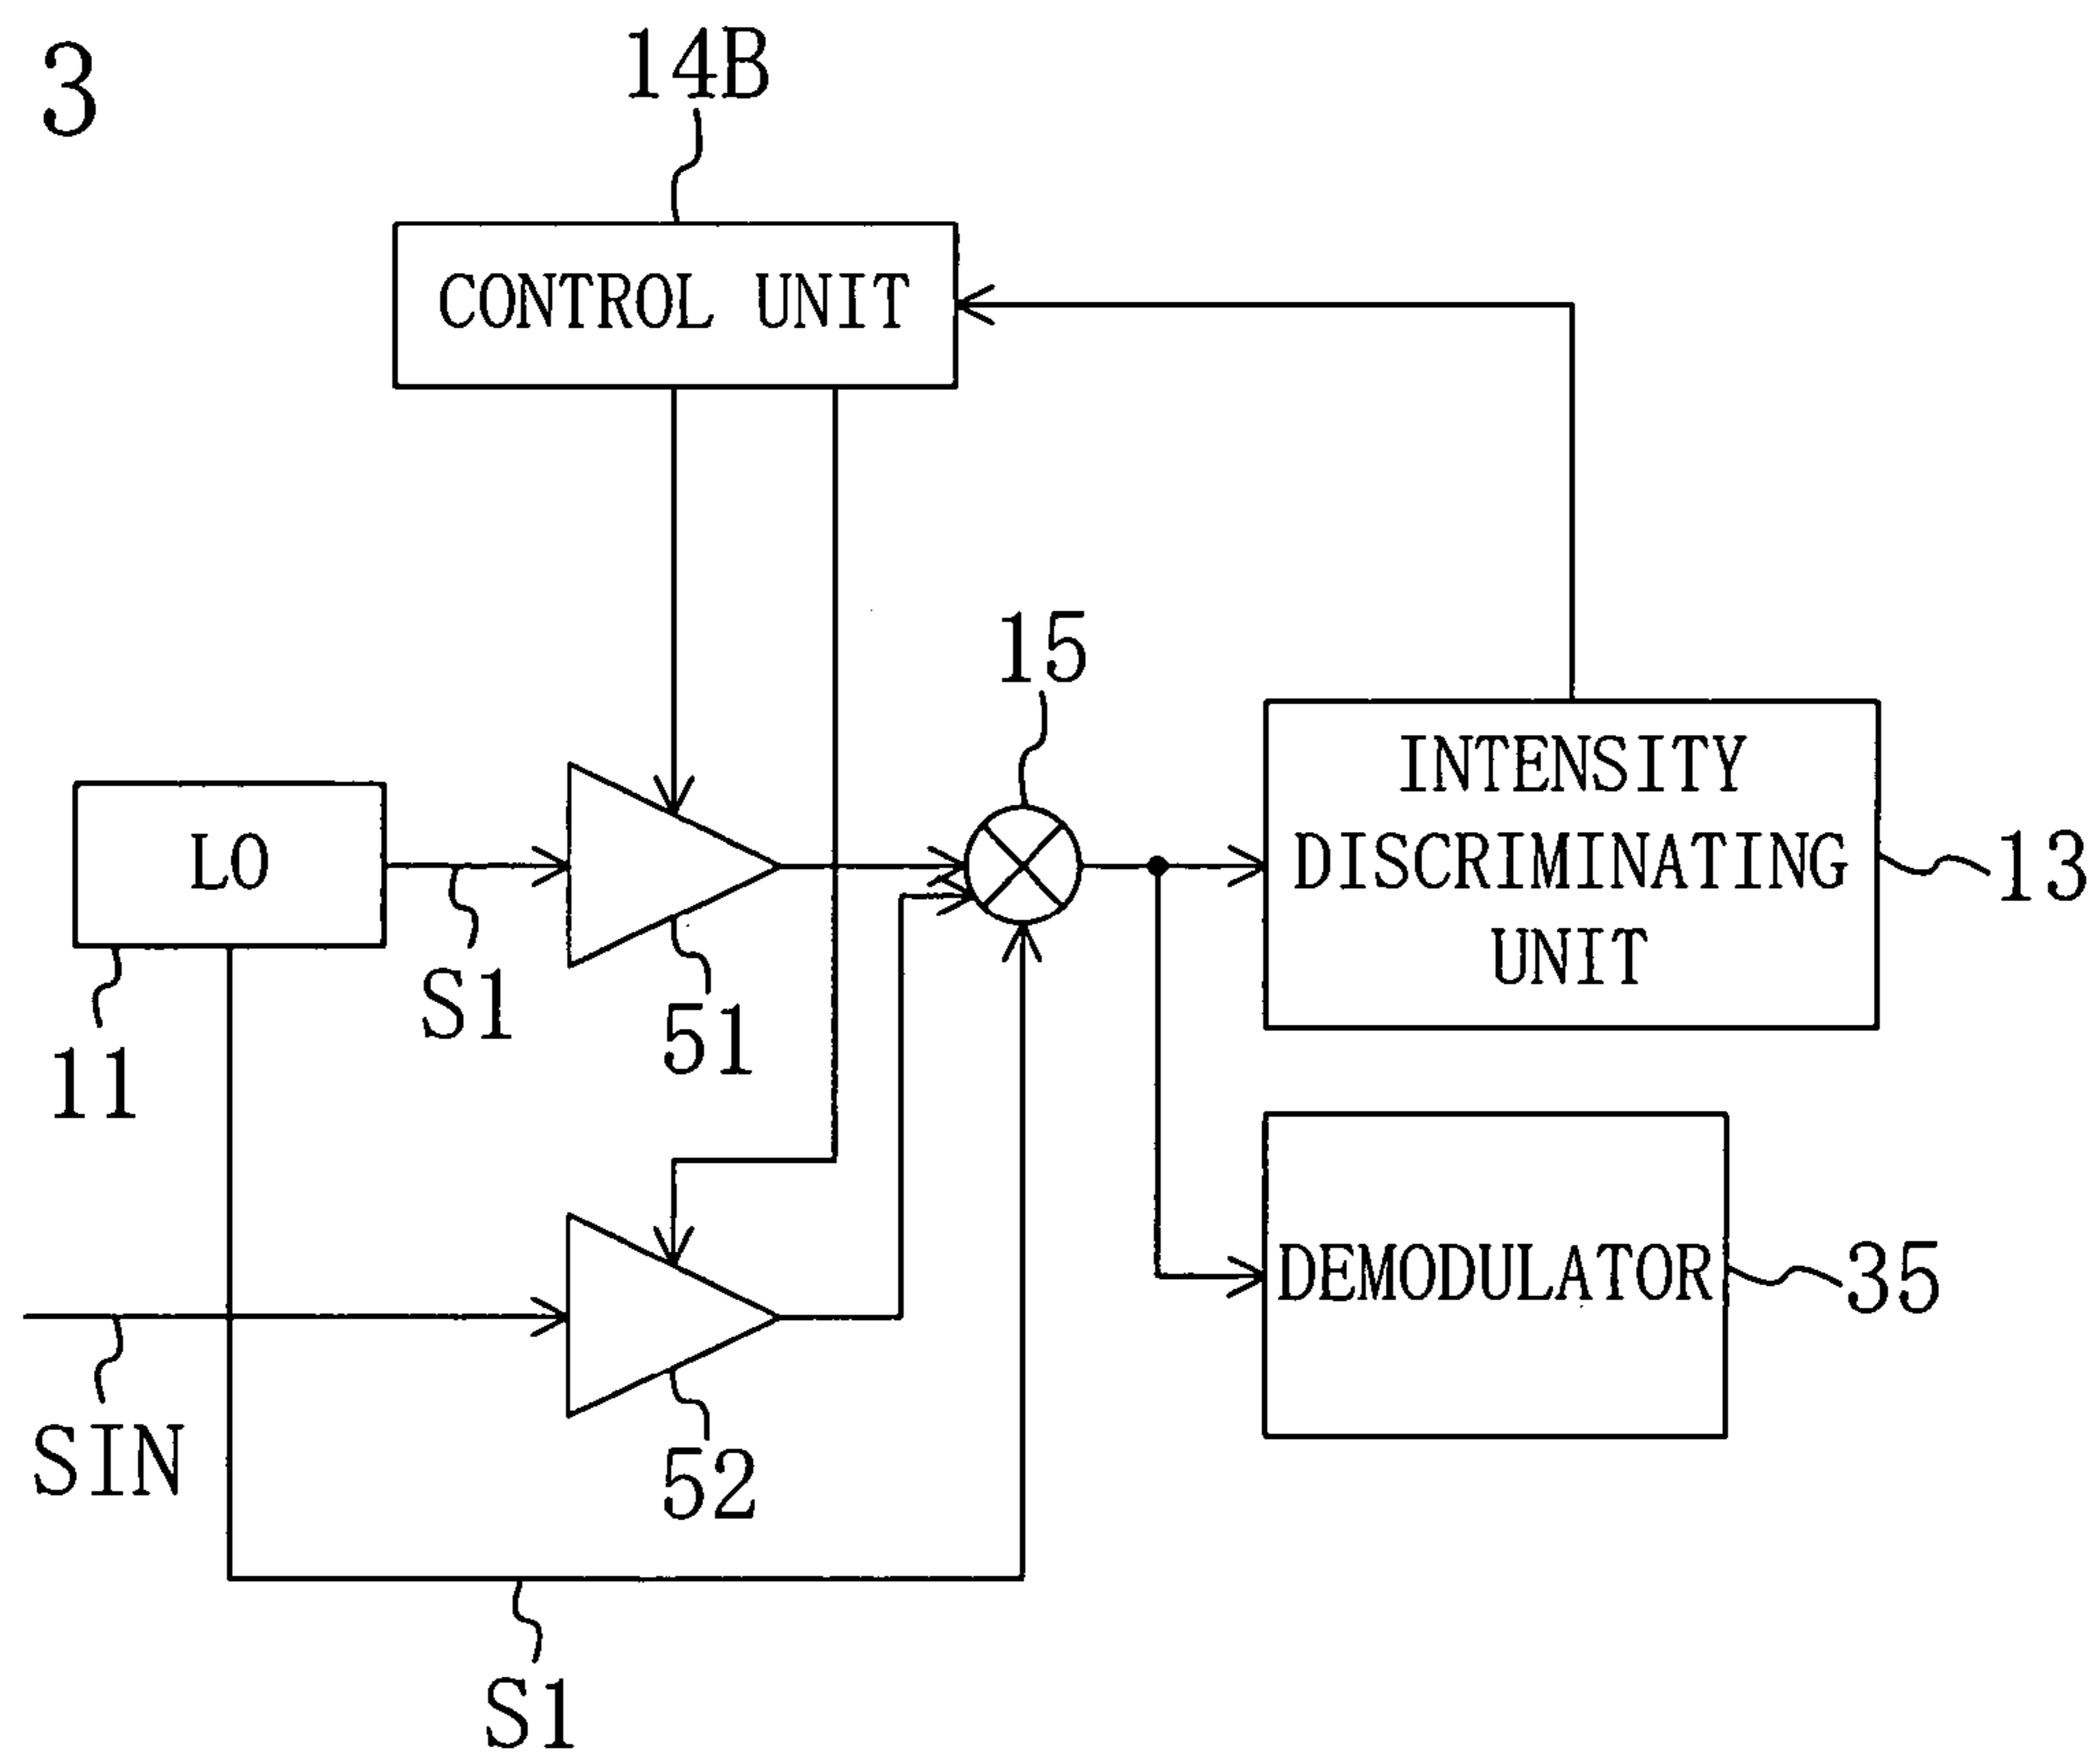 3
14B
CONTROL UNIT
15
INTENSITY
DISCRIMINATING
UNIT
13
LO
S1
51
11
DEMODULATOR
35
SIN
52
S1